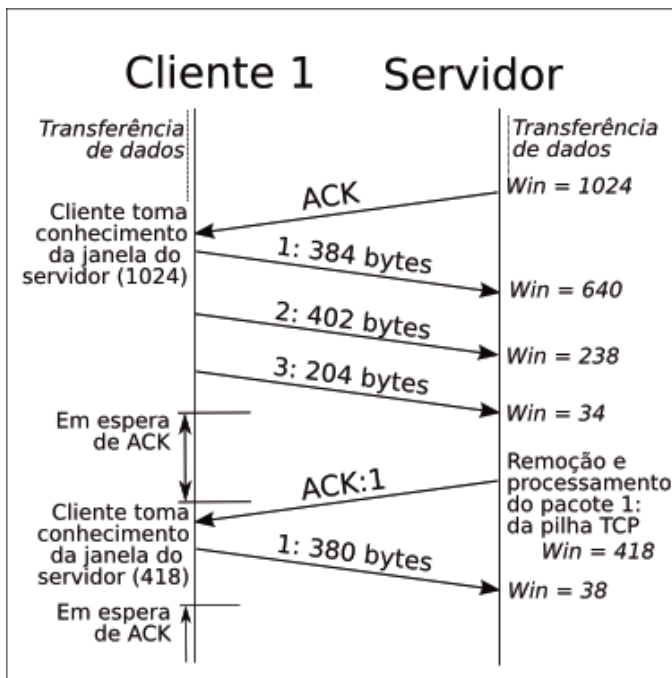 Cliente 1
Servidor
Transferência
de dados
Transferência
de dados
ACK
Win = 1024
Cliente toma
conhecimento
da janela do
servidor (1024)
1: 384 bytes
Win = 640
2: 402 bytes
Win = 238
3: 204 bytes
Win = 34
Em espera
de ACK
ACK:1
Remoção e
processamento
do pacote 1:
da pilha TCP
Win = 418
Cliente toma
conhecimento
da janela do
servidor (418)
1: 380 bytes
Win = 38
Em espera
de ACK